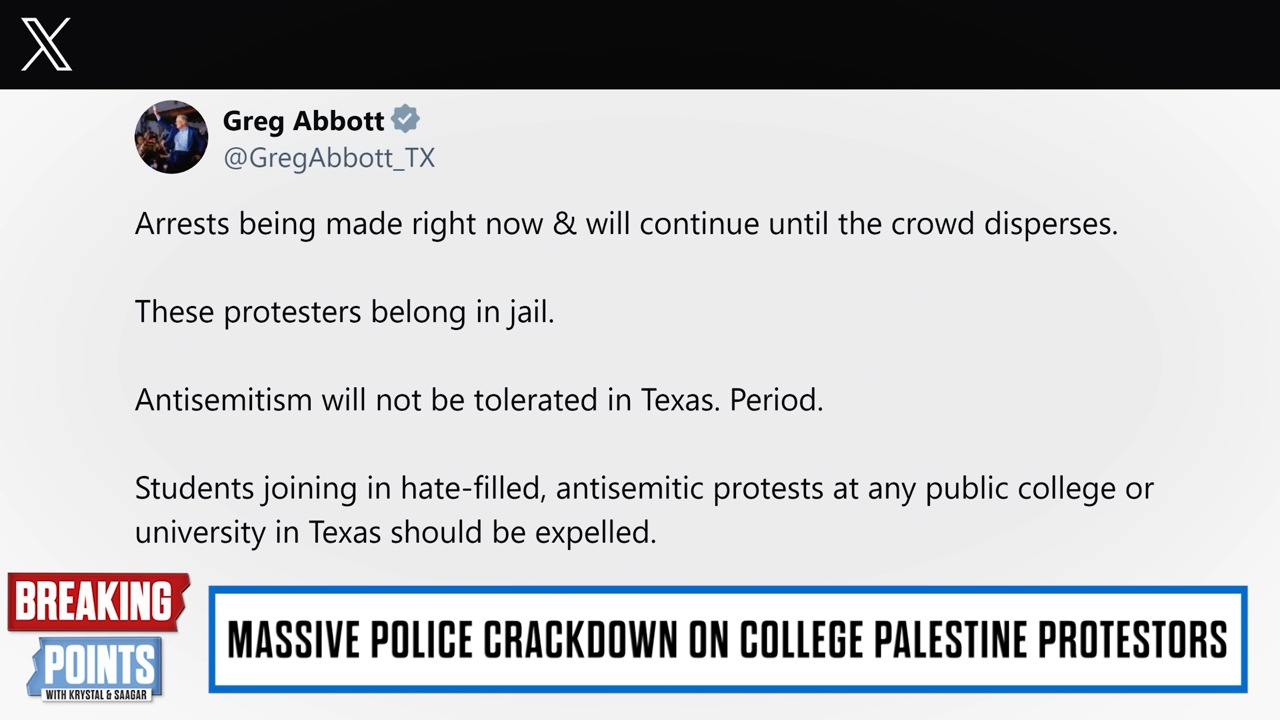 Greg Abbott
@GregAbbott_TX
Arrests being made right now & will continue until the crowd disperses.
These protesters belong in jail.
Antisemitism will not be tolerated in Texas. Period.
Students joining in hate-filled, antisemitic protests at any public college or
university in Texas should be expelled.
BREAKING
POINTS
WITH KRYSTAL & SAAGAR
MASSIVE POLICE CRACKDOWN ON COLLEGE PALESTINE PROTESTORS